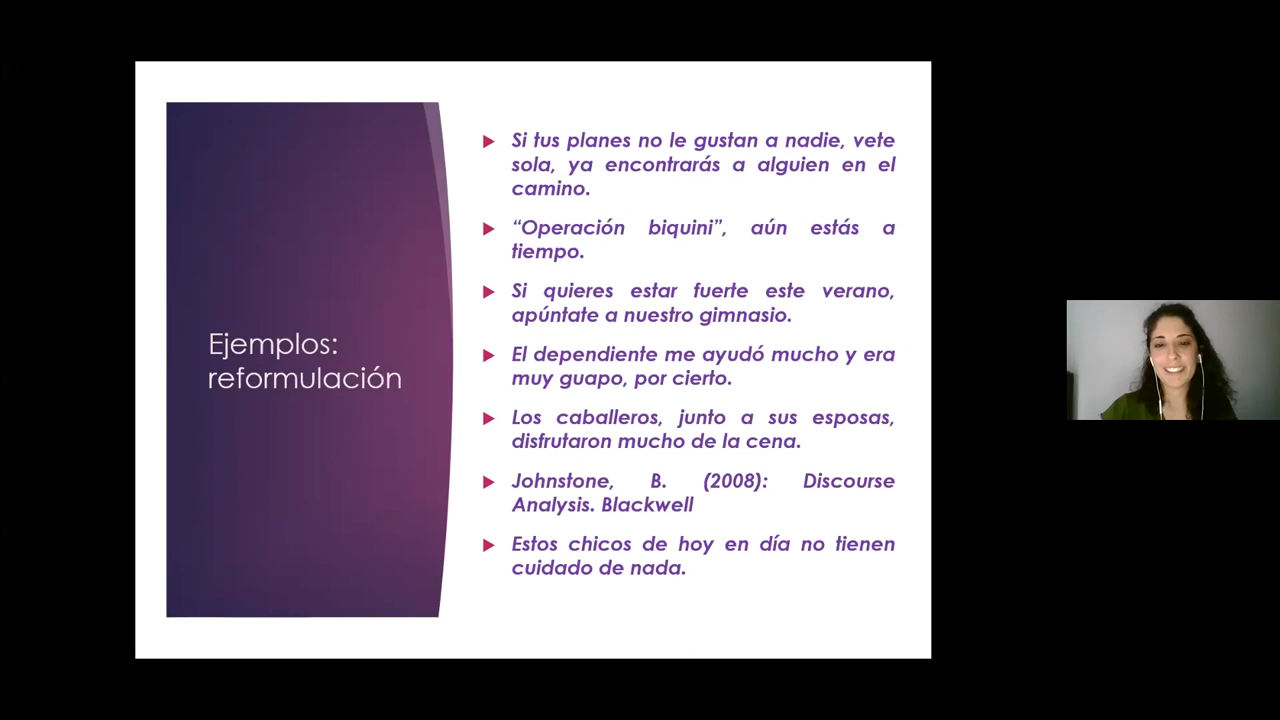 Ejemplos:
reformulación
Si tus planes no le gustan a nadie, vete
sola, ya encontrarás a alguien en el
camino.
“Operación biquini”, aún estás a
tiempo.
Si quieres estar fuerte este verano,
apúntate a nuestro gimnasio.
El dependiente me ayudó mucho y era
muy guapo, por cierto.
Los caballeros, junto a sus esposas,
disfrutaron mucho de la cena.
Johnstone, B. (2008): Discourse
Analysis. Blackwell
Estos chicos de hoy en día no tienen
cuidado de nada.